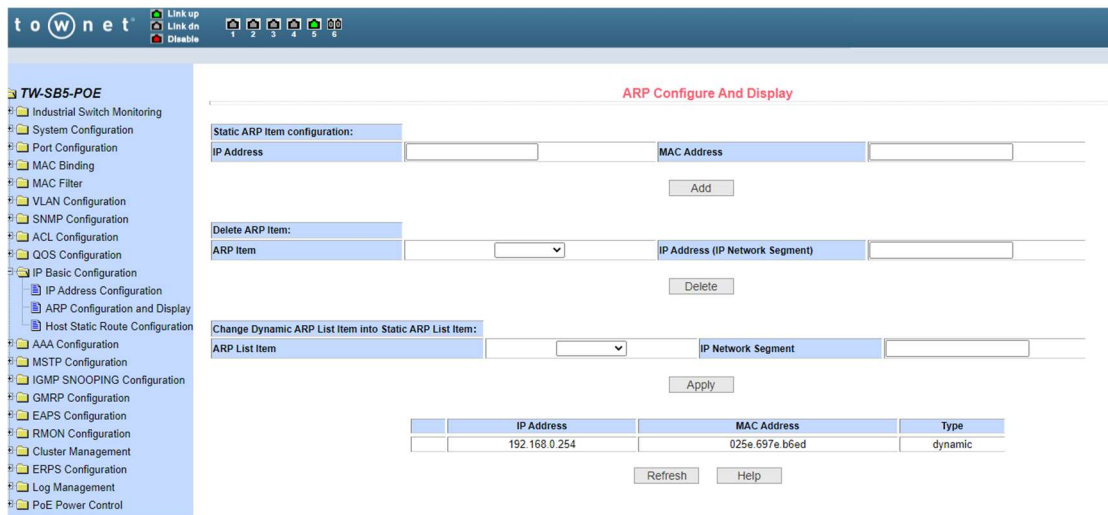 to(w)net
Link up
Link dn
Disable
1 2 3 4 5 6
TW-SB5-POE
Industrial Switch Monitoring
System Configuration
Port Configuration
MAC Binding
MAC Filter
VLAN Configuration
SNMP Configuration
ACL Configuration
QOS Configuration
IP Basic Configuration
IP Address Configuration
ARP Configuration and Display
Host Static Route Configuration
AAA Configuration
MSTP Configuration
IGMP SNOOPING Configuration
GMRP Configuration
EAPS Configuration
RMON Configuration
Cluster Management
ERPS Configuration
Log Management
PoE Power Control
ARP Configure And Display
Static ARP Item configuration:
IP Address MAC Address
Add
Delete ARP Item:
ARP Item IP Address (IP Network Segment)
Delete
Change Dynamic ARP List Item into Static ARP List Item:
ARP List Item IP Network Segment
Apply
IP Address MAC Address Type
192.168.0.254 025e.697e.b6ed dynamic
Refresh Help